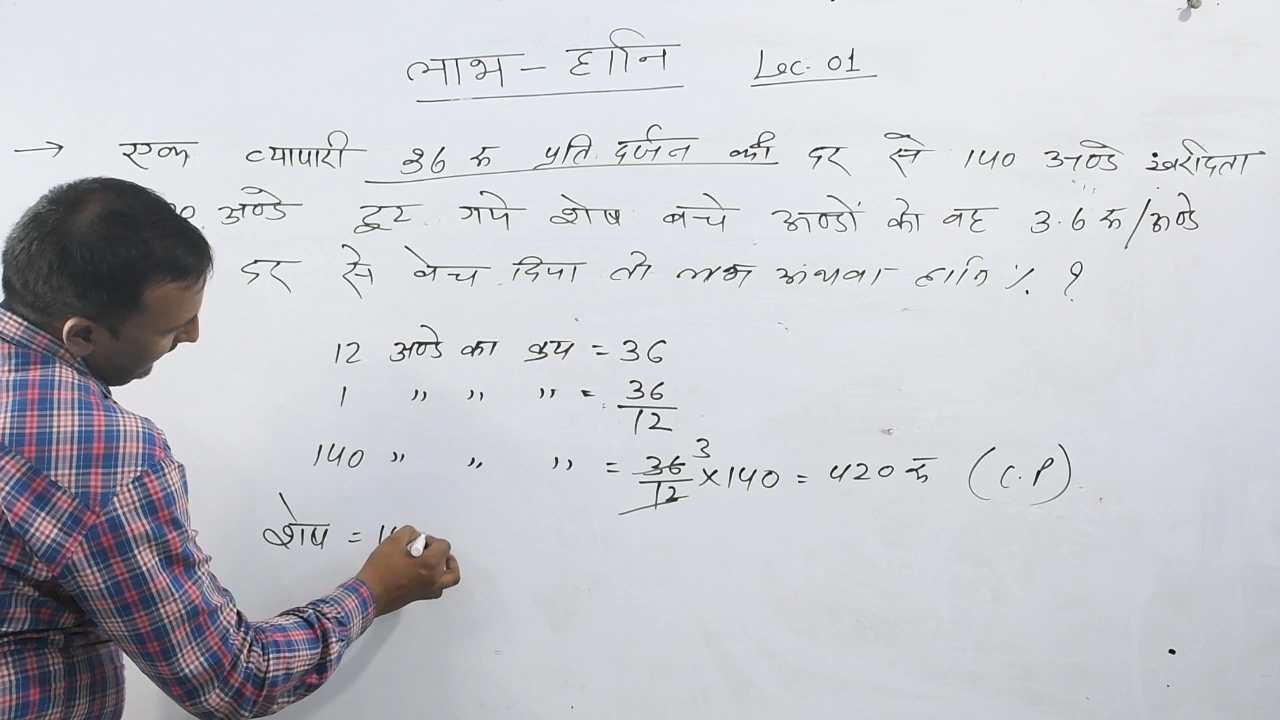 लाभ - हानि Lec. 01
→ एक व्यापारी 36 रु प्रति दर्जन की दर से 140 अण्डे खरीदता
अण्डे टूट गये शेष बचे अण्डों को वह 3.6 रु/अण्डे
दर से बेच दिया तो लाभ अथवा हानि % ?
12 अण्डे का क्रय = 36
1 " " " = 36/12
140 " " " = 36/12 3 × 140 = 420 रु (C.P)
शेष = 1